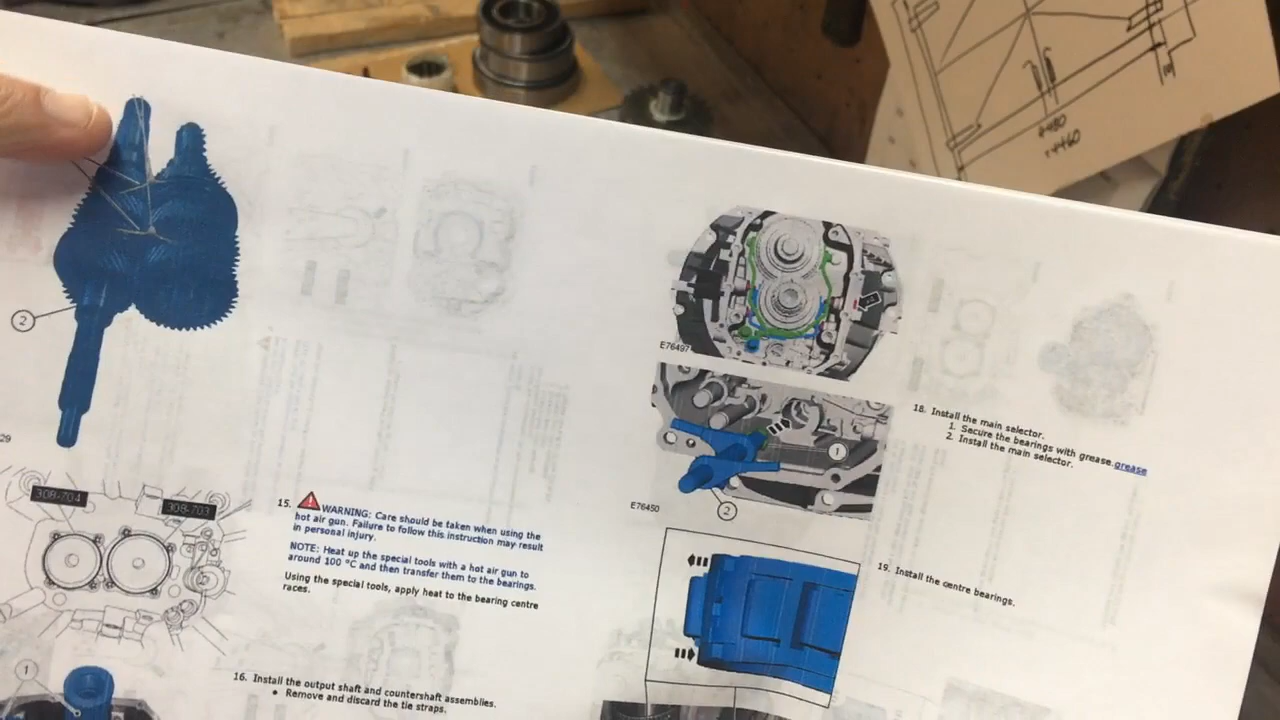 4480
4460
2
29
308-704
308-703
15. WARNING: Care should be taken when using the
hot air gun. Failure to follow this instruction may result
in personal injury.
NOTE: Heat up the special tools with a hot air gun to
around 100 °C and then transfer them to the bearings.
Using the special tools, apply heat to the bearing centre
races.
1
16. Install the output shaft and countershaft assemblies.
• Remove and discard the tie straps.
E76497
1
2
E76450
18. Install the main selector.
1. Secure the bearings with grease.grease
2. Install the main selector.
19. Install the centre bearings.